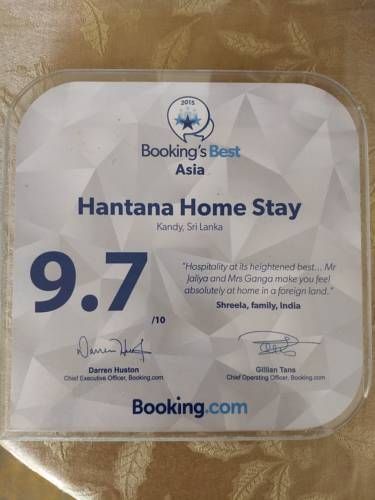 2015
Booking's Best
Asia
Hantana Home Stay
Kandy, Sri Lanka
9.7
/10
"Hospitality at its heightened best... Mr
Jaliya and Mrs Ganga make you feel
absolutely at home in a foreign land."
Shreela, family, India
Darren Huston
Chief Executive Officer, Booking.com
Gillian Tans
Chief Operating Officer, Booking.com
Booking.com